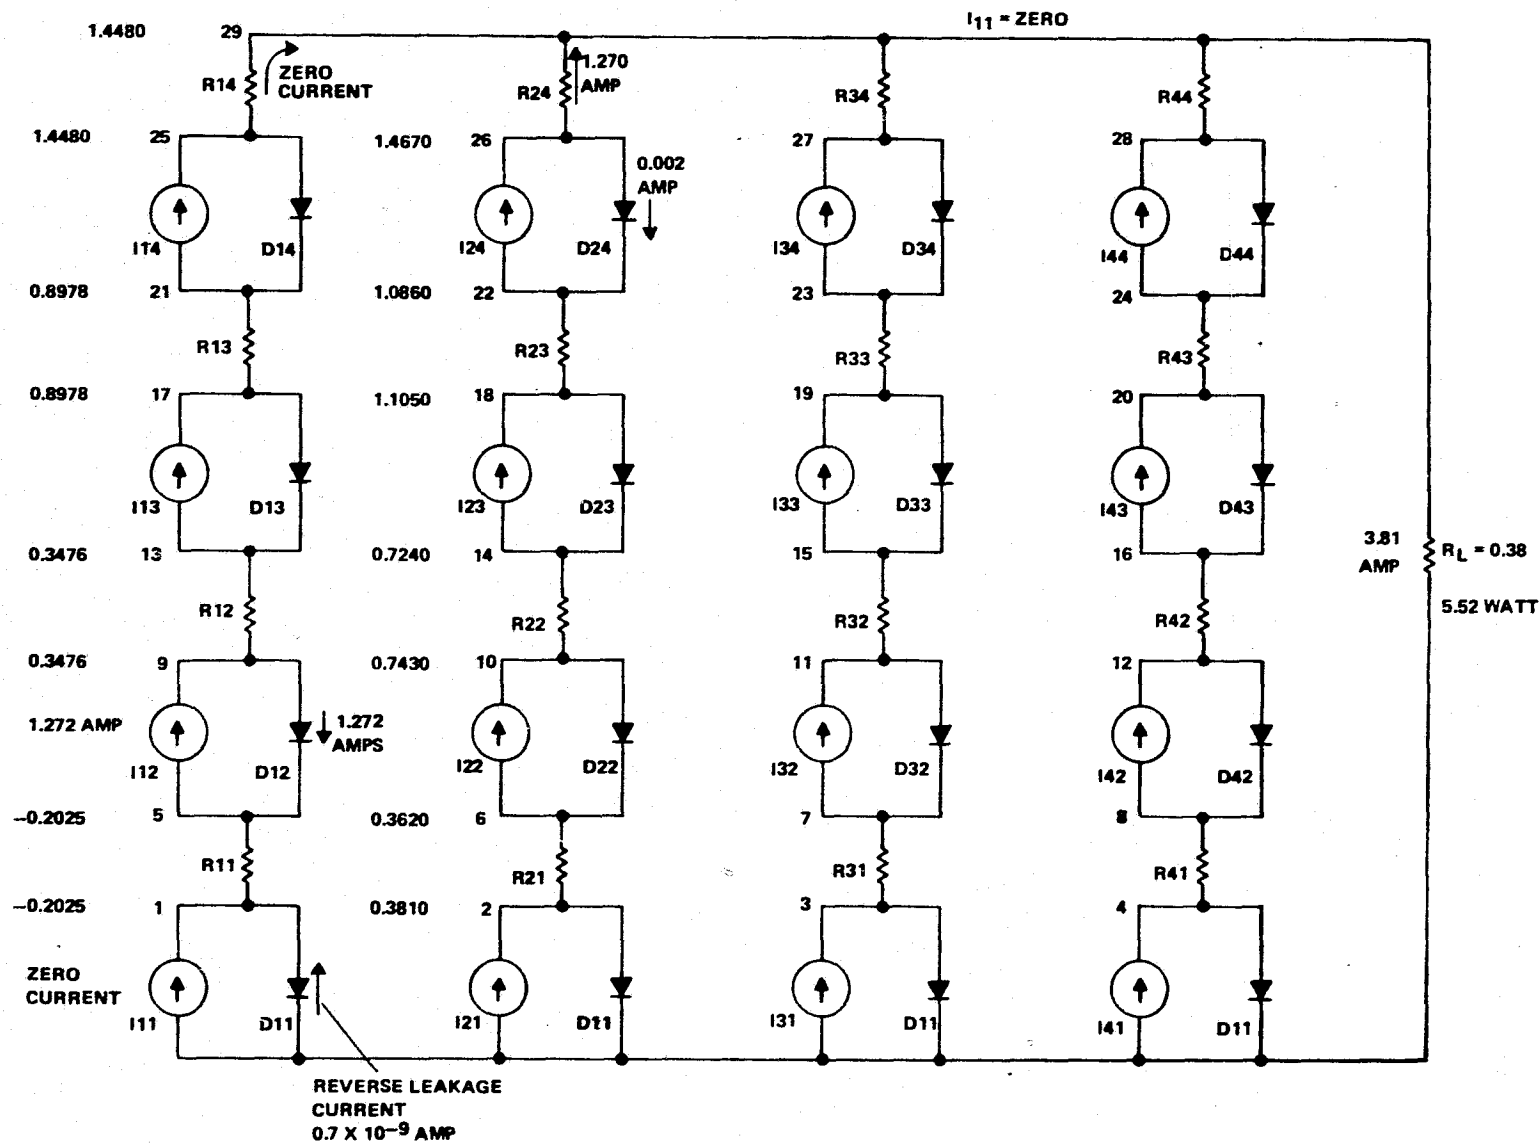 I11 = ZERO
1.4480 29
ZERO CURRENT
R14
1.270 AMP
R24
R34
R44
1.4480 25
1.4670 26
27
28
0.002 AMP
I14 D14
I24 D24
I34 D34
I44 D44
0.8978 21
1.0860 22
23
24
R13
R23
R33
R43
0.8978 17
1.1050 18
19
20
I13 D13
I23 D23
I33 D33
I43 D43
0.3476 13
0.7240 14
15
16
3.81 AMP
RL = 0.38
5.52 WATT
R12
R22
R32
R42
0.3476 9
0.7430 10
11
12
1.272 AMP
1.272 AMPS
I12 D12
I22 D22
I32 D32
I42 D42
−0.2025 5
0.3620 6
7
8
R11
R21
R31
R41
−0.2025 1
0.3810 2
3
4
ZERO CURRENT
I11 D11
I21 D11
I31 D11
I41 D11
REVERSE LEAKAGE
CURRENT
0.7 X 10−9 AMP